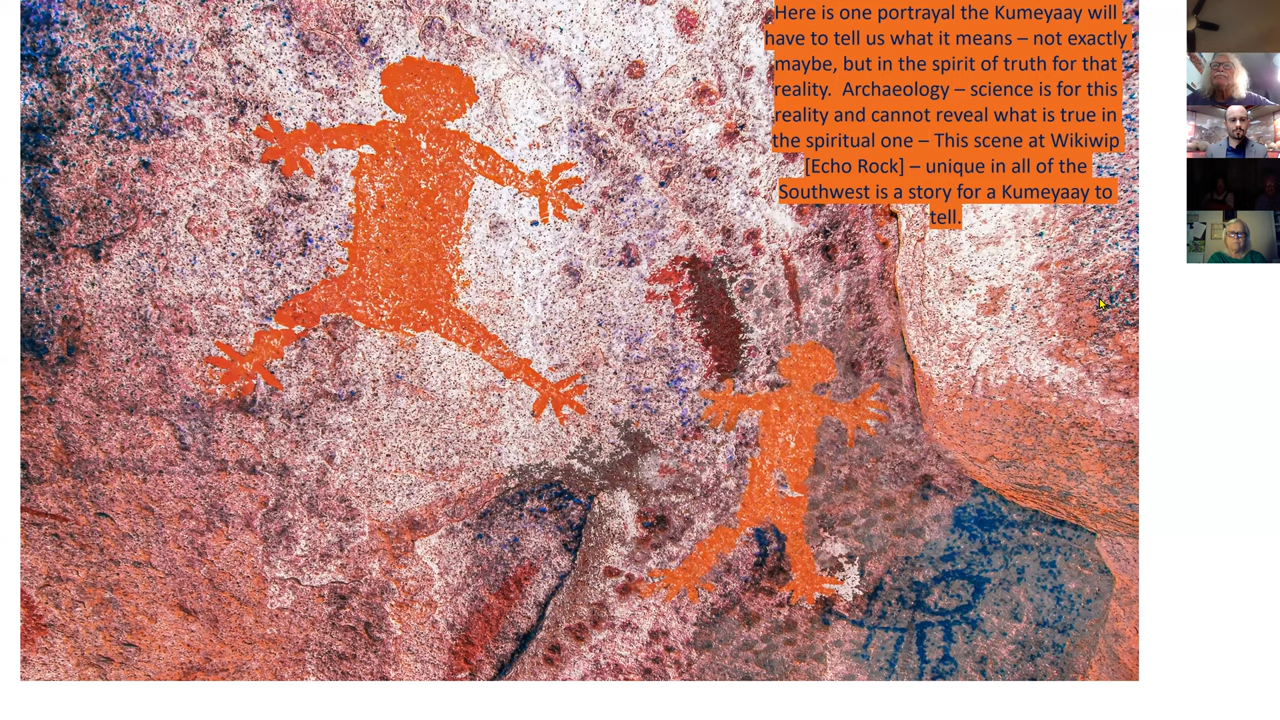 Here is one portrayal the Kumeyaay will
have to tell us what it means – not exactly
maybe, but in the spirit of truth for that
reality.  Archaeology – science is for this
reality and cannot reveal what is true in
the spiritual one – This scene at Wikiwip
[Echo Rock] – unique in all of the
Southwest is a story for a Kumeyaay to
tell.